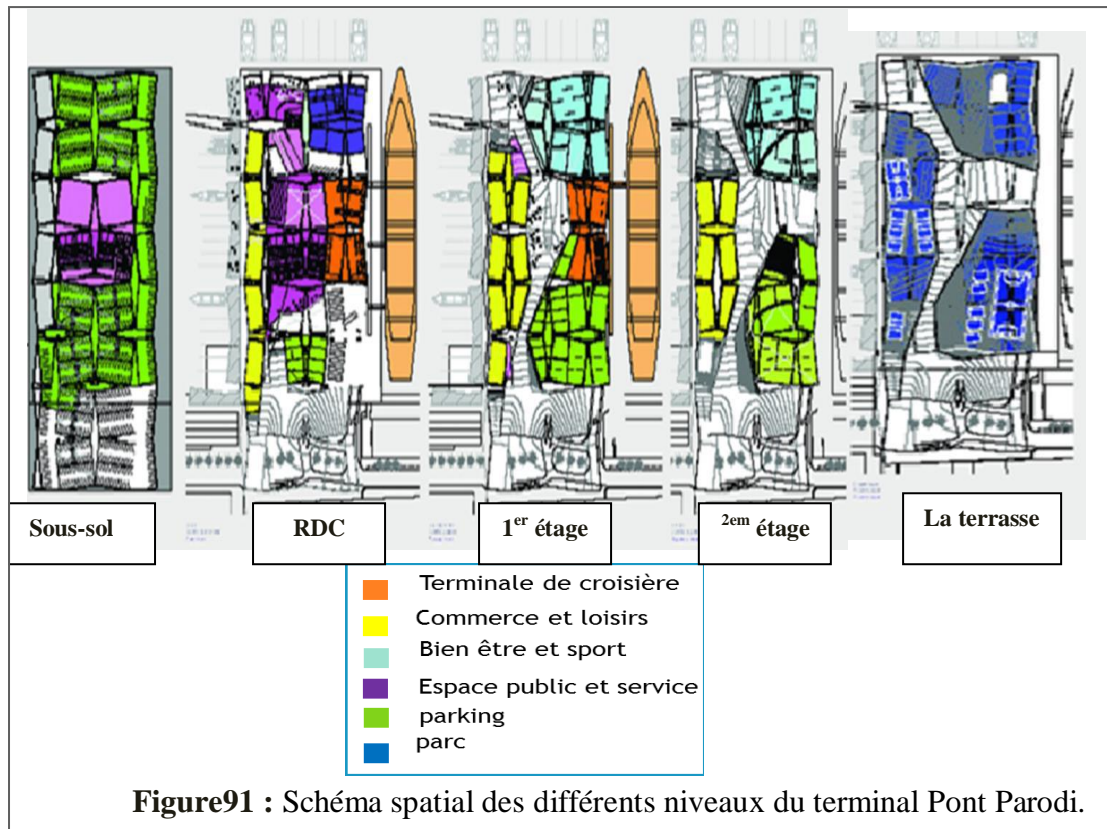 Sous-sol
RDC
1er étage
2em étage
La terrasse
Terminale de croisière
Commerce et loisirs
Bien être et sport
Espace public et service
parking
parc
Figure91 : Schéma spatial des différents niveaux du terminal Pont Parodi.